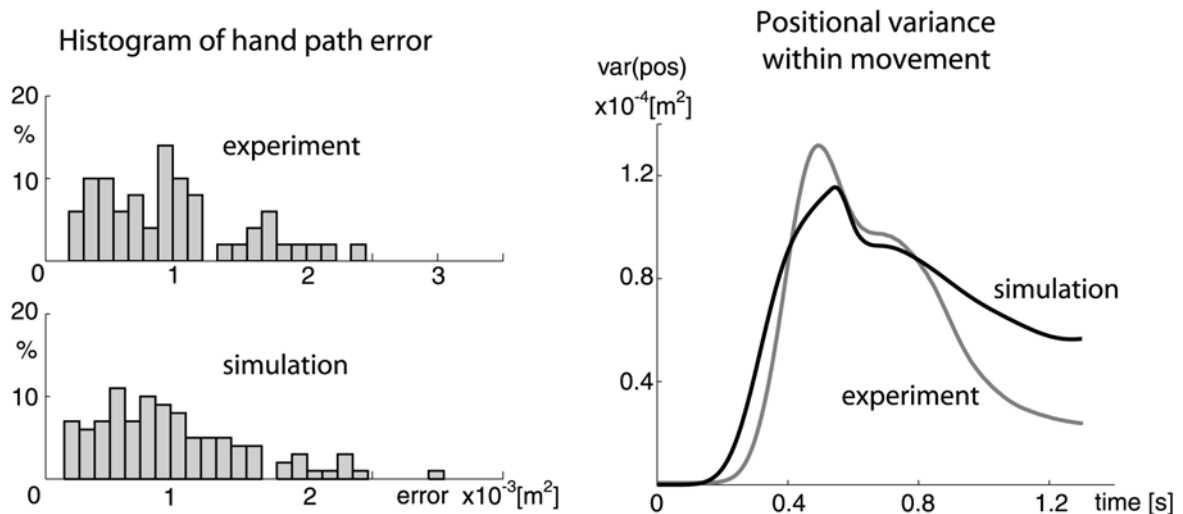 Histogram of hand path error
20
%
10
experiment
0
1
2
3
20
%
10
simulation
0
1
2
error x10⁻³[m²]
Positional variance
within movement
var(pos)
x10⁻⁴[m²]
1.2
0.8
0.4
simulation
experiment
0
0.4
0.8
1.2
time [s]